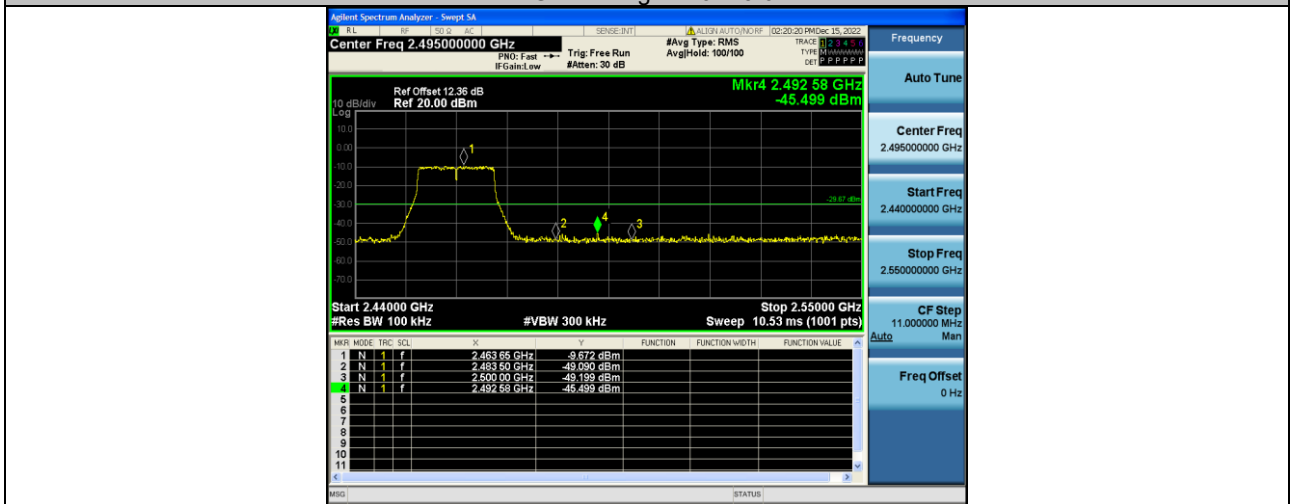 Agilent Spectrum Analyzer - Swept SA
RL RF 50 Ω AC SENSE:INT ALIGN AUTO/NO RF 02:20:20 PM Dec 15, 2022
Center Freq 2.495000000 GHz
PNO: Fast
IFGain:Low
Trig: Free Run
#Atten: 30 dB
#Avg Type: RMS
Avg|Hold: 100/100
TRACE 1 2 3 4 5 6
TYPE M WWWWW
DET P P P P P P
Ref Offset 12.36 dB
10 dB/div Ref 20.00 dBm
Log
Mkr4 2.492 58 GHz
-45.499 dBm
10.0
0.00
-10.0
-20.0
-30.0
-40.0
-50.0
-60.0
-70.0
1
2
4
3
-29.67 dBm
Start 2.44000 GHz Stop 2.55000 GHz
#Res BW 100 kHz #VBW 300 kHz Sweep 10.53 ms (1001 pts)
MKR MODE TRC SCL X Y FUNCTION FUNCTION WIDTH FUNCTION VALUE
1 N 1 f 2.463 65 GHz -9.672 dBm
2 N 1 f 2.483 50 GHz -49.090 dBm
3 N 1 f 2.500 00 GHz -49.199 dBm
4 N 1 f 2.492 58 GHz -45.499 dBm
5
6
7
8
9
10
11
MSG STATUS
Frequency
Auto Tune
Center Freq
2.495000000 GHz
Start Freq
2.440000000 GHz
Stop Freq
2.550000000 GHz
CF Step
11.000000 MHz
Auto Man
Freq Offset
0 Hz